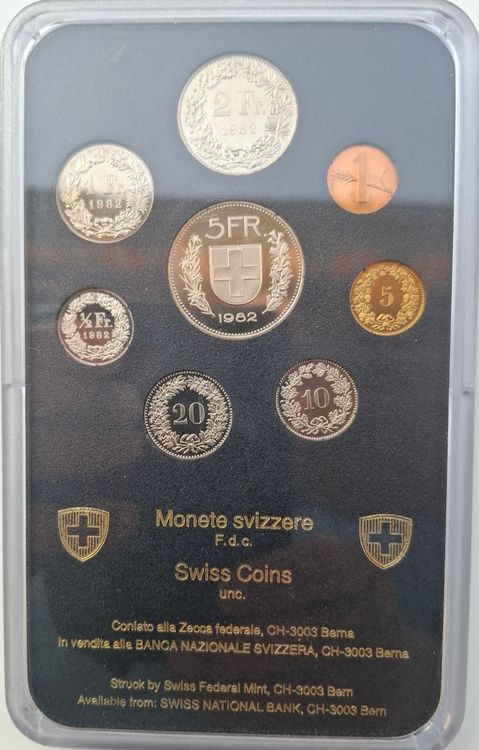 2 Fr.
1982
1 Fr.
1982
1
5 FR.
1982
5
½ Fr.
1982
20
10
Monete svizzere
F.d.c.
Swiss Coins
unc.
Coniato alla Zecca federale, CH-3003 Berna
In vendita alla BANCA NAZIONALE SVIZZERA, CH-3003 Berna
Struck by Swiss Federal Mint, CH-3003 Bern
Available from: SWISS NATIONAL BANK, CH-3003 Bern